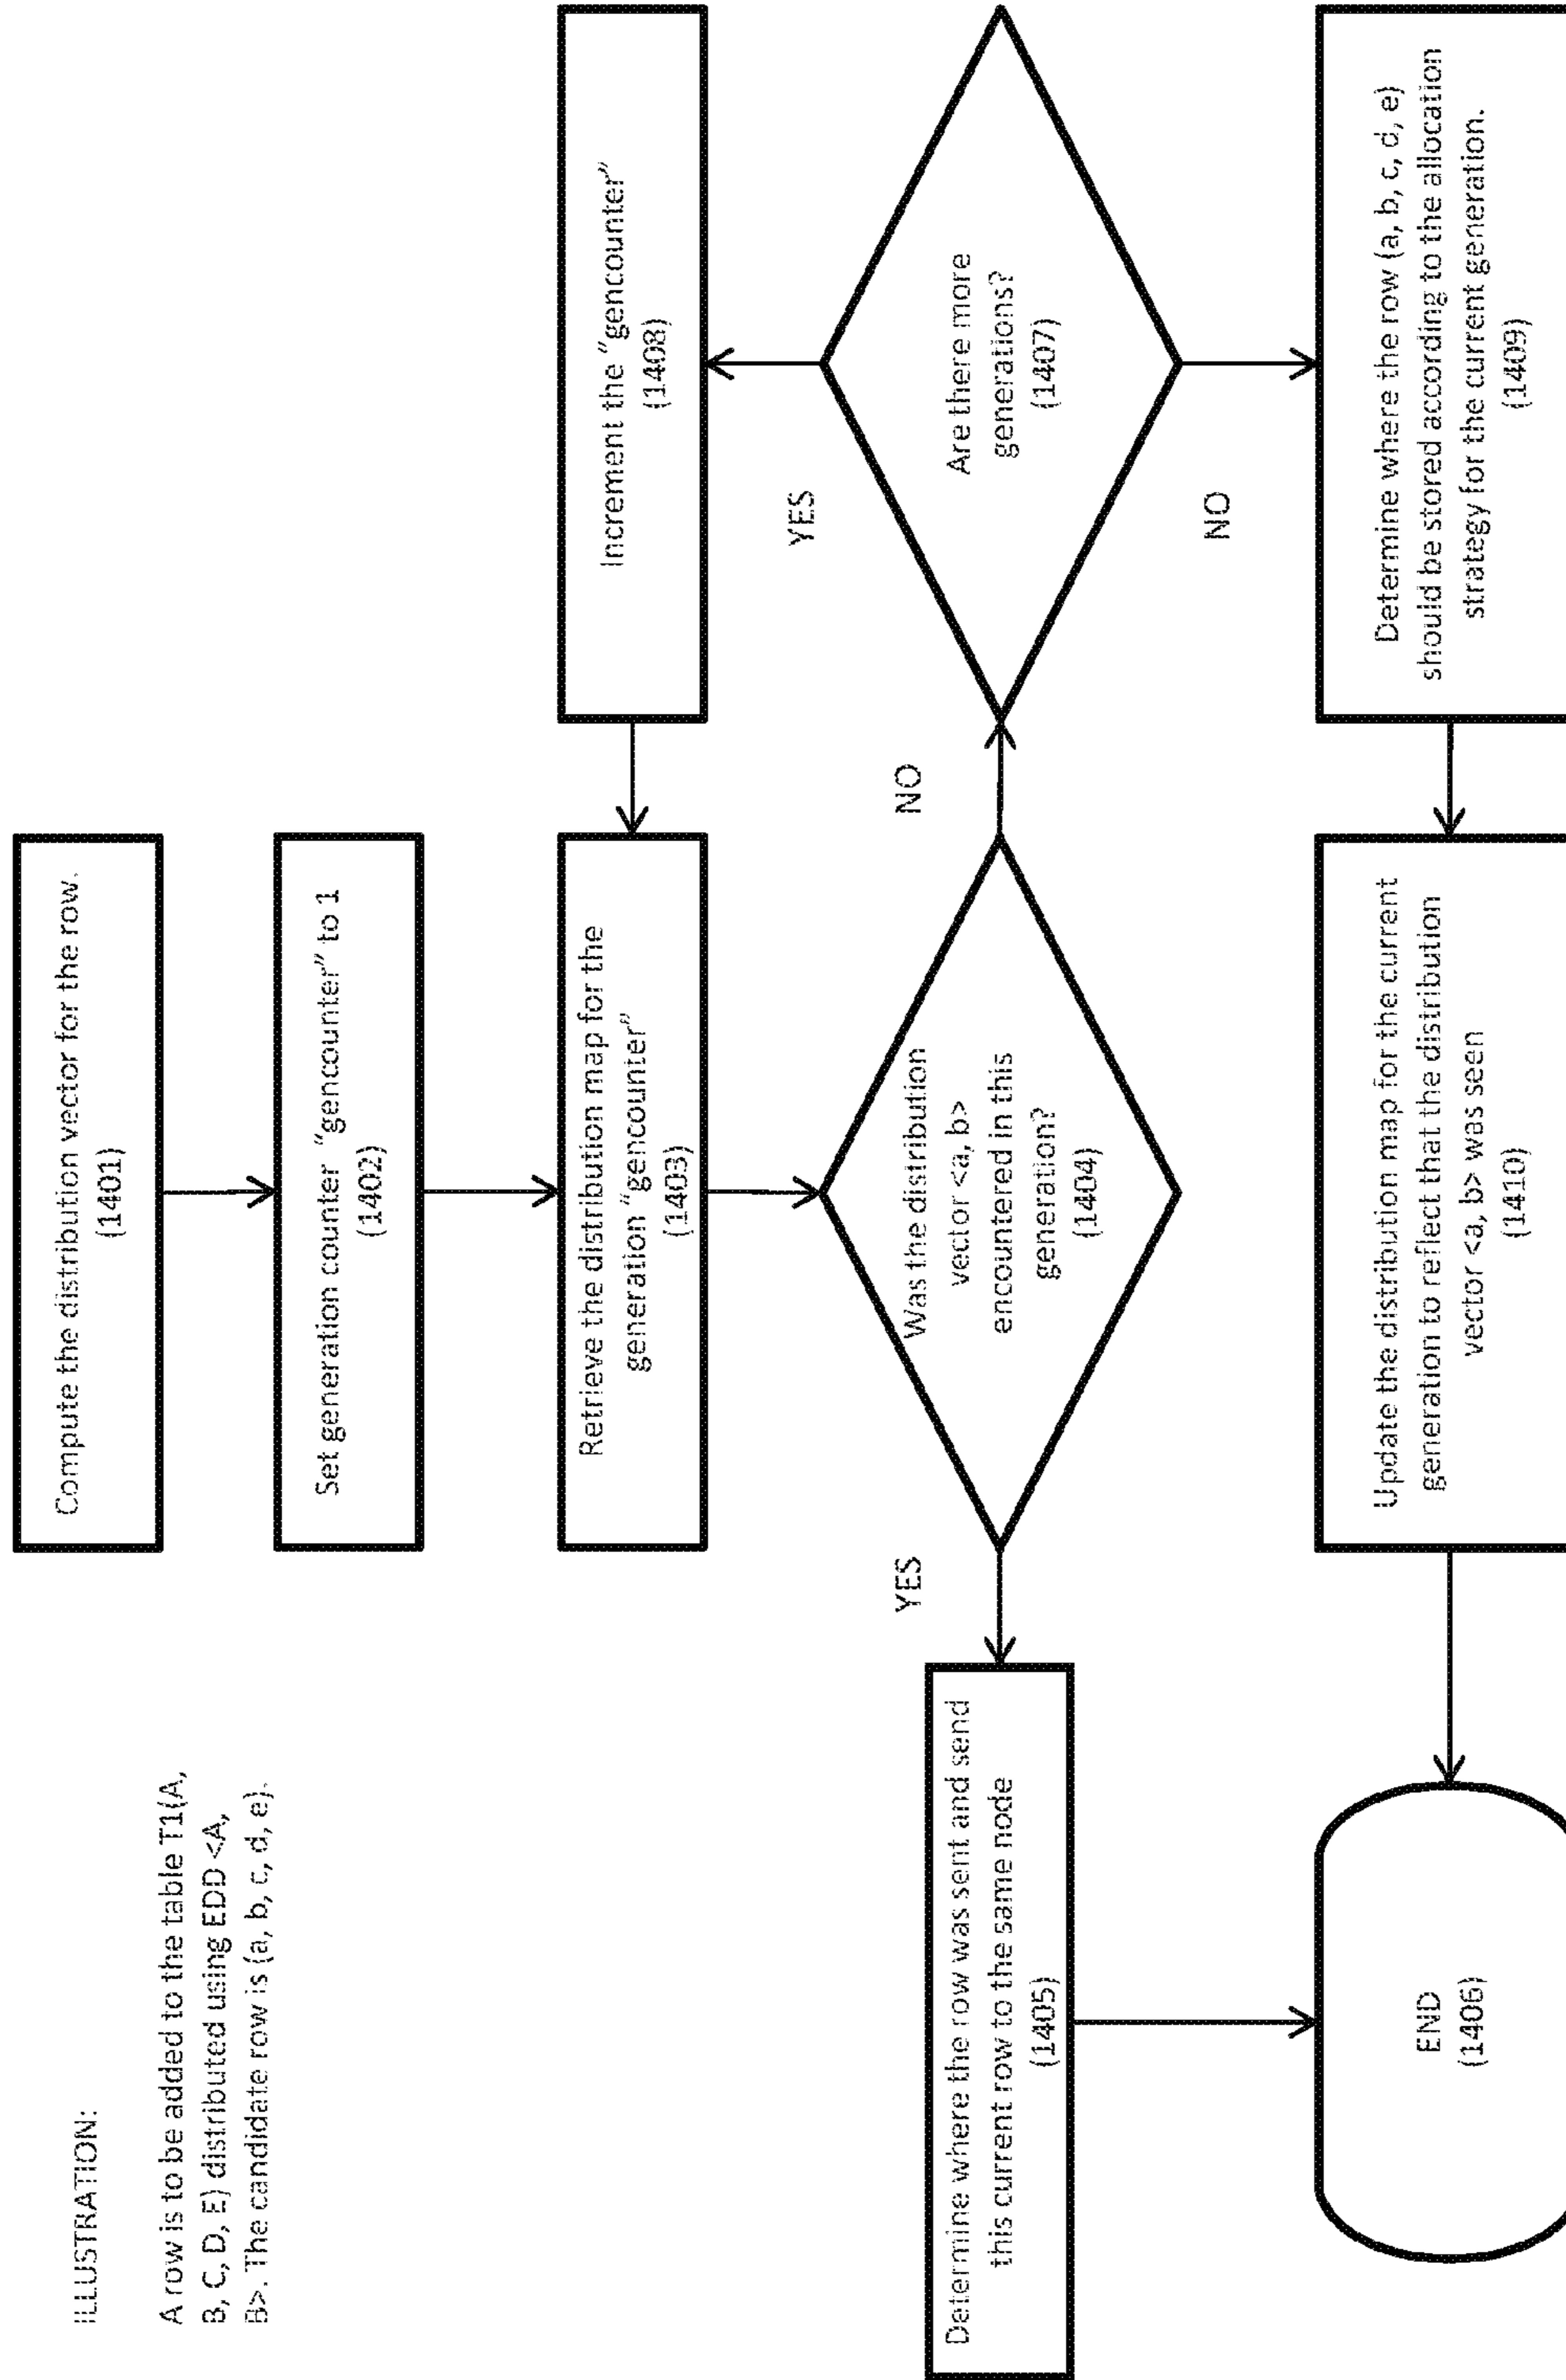 ILLUSTRATION:
A row is to be added to the table T1(A,
B, C, D, E) distributed using EDD <A,
B>. The candidate row is (a, b, c, d, e).
Compute the distribution vector for the row.
(1401)
Set generation counter "gencounter" to 1
(1402)
Retrieve the distribution map for the
generation "gencounter"
(1403)
Increment the "gencounter"
(1408)
Was the distribution
vector <a, b>
encountered in this
generation?
(1404)
YES
NO
Determine where the row was sent and send
this current row to the same node
(1405)
Are there more
generations?
(1407)
YES
NO
END
(1406)
Update the distribution map for the current
generation to reflect that the distribution
vector <a, b> was seen
(1410)
Determine where the row (a, b, c, d, e)
should be stored according to the allocation
strategy for the current generation.
(1409)